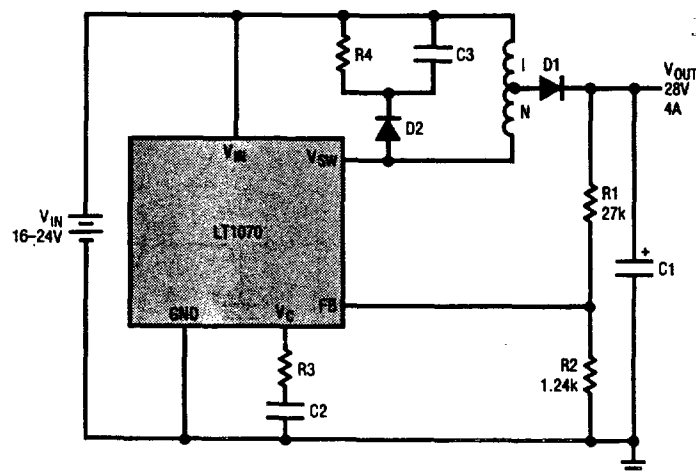 R4
C3
I
D1
VOUT
28V
4A
N
D2
VIN
VSW
R1
27k
VIN
16–24V
LT1070
C1
+
FB
GND
VC
R3
R2
1.24k
C2